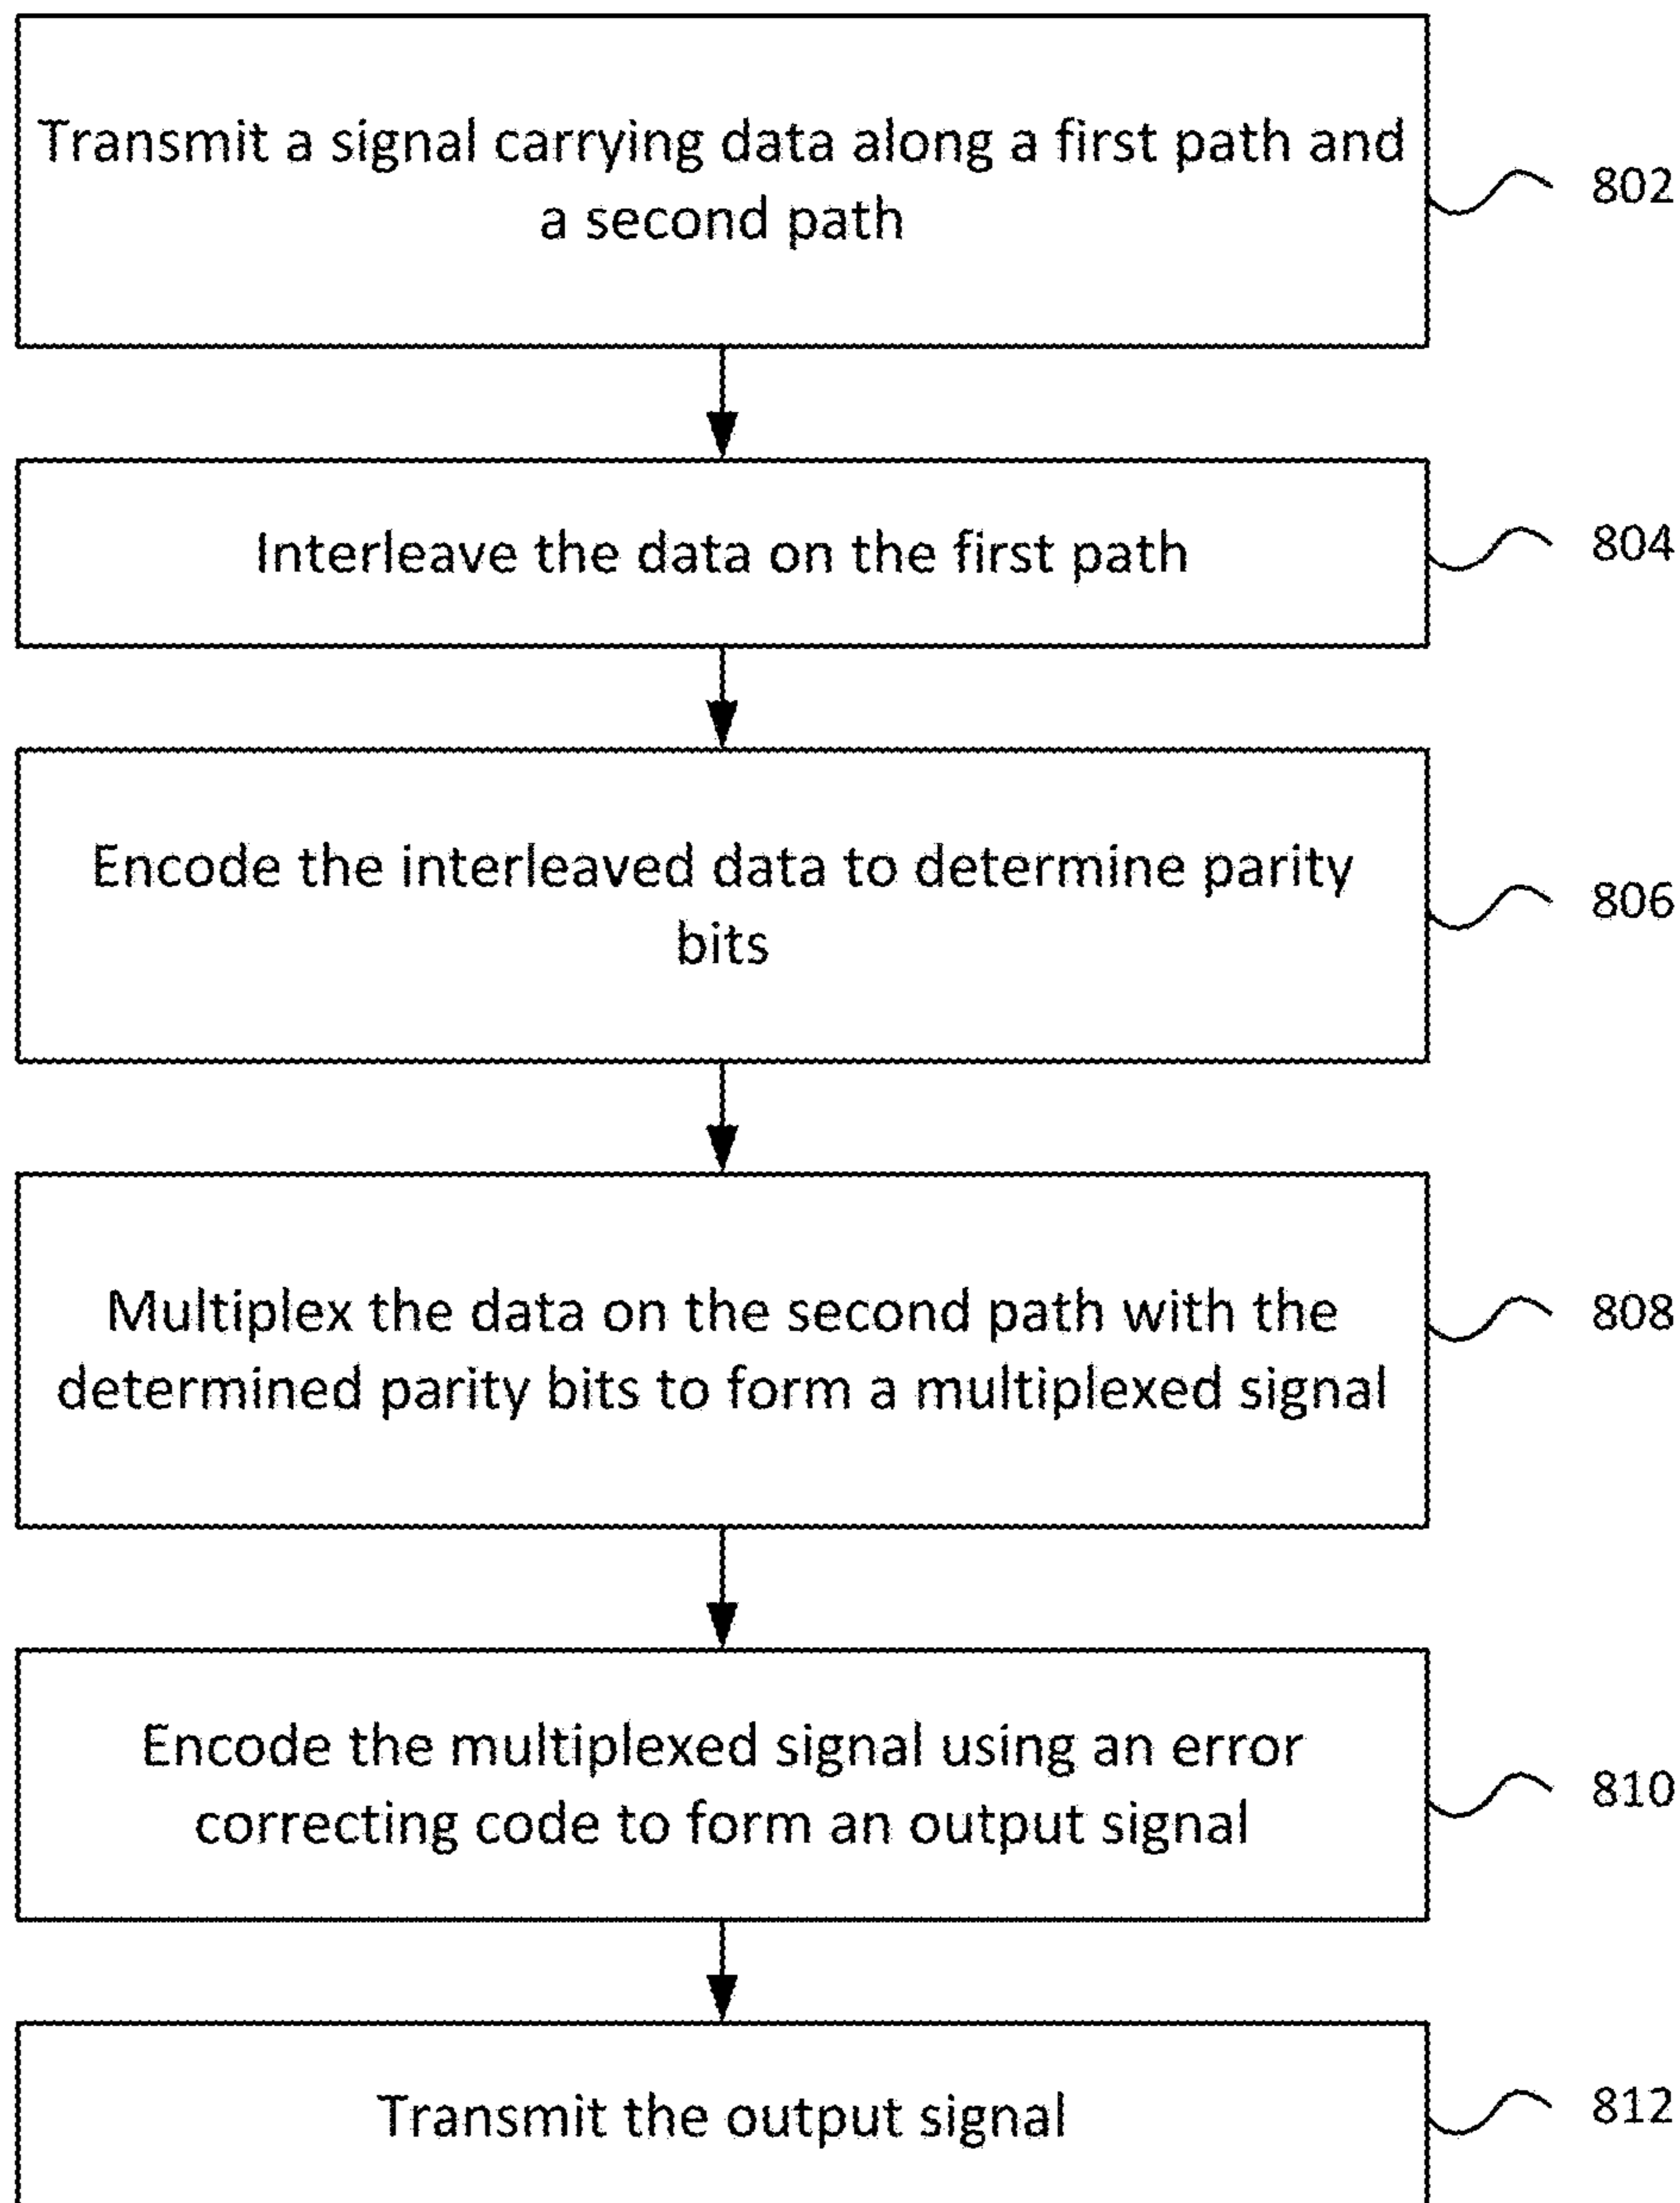 Transmit a signal carrying data along a first path and
a second path
802
Interleave the data on the first path
804
Encode the interleaved data to determine parity
bits
806
Multiplex the data on the second path with the
determined parity bits to form a multiplexed signal
808
Encode the multiplexed signal using an error
correcting code to form an output signal
810
Transmit the output signal
812